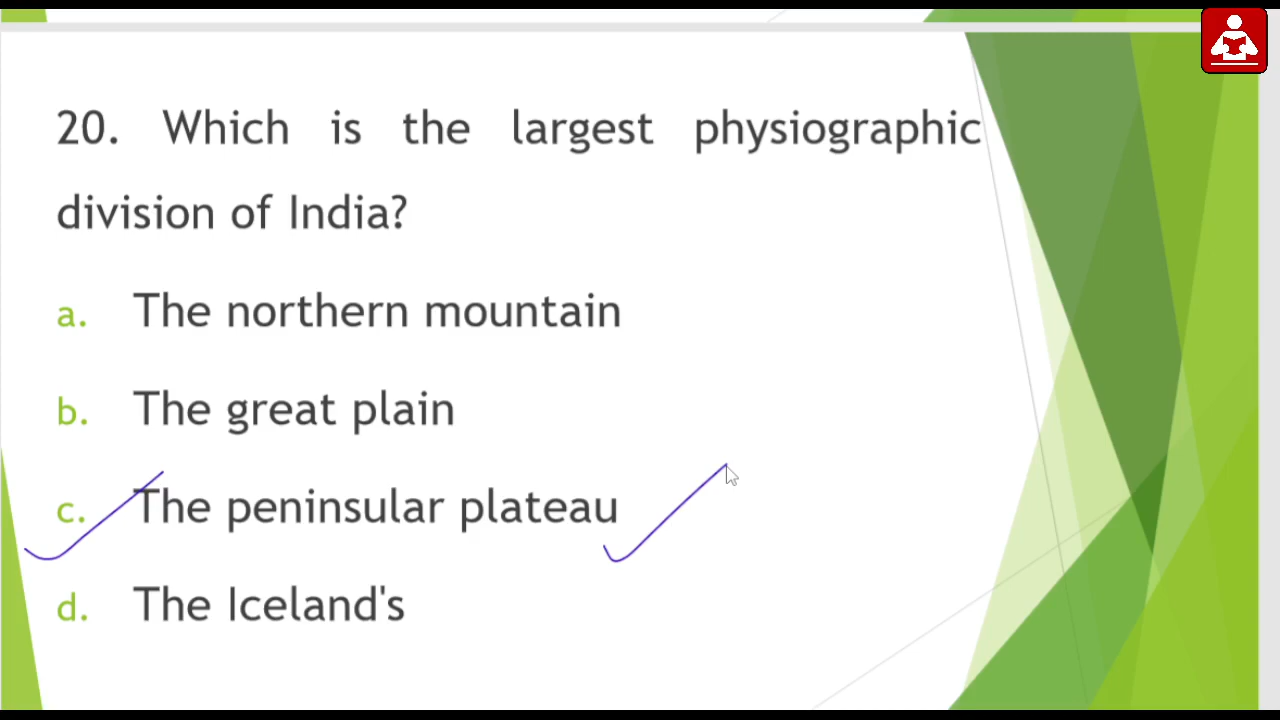 20. Which is the largest physiographic
division of India?
a. The northern mountain
b. The great plain
c. The peninsular plateau
d. The Iceland's